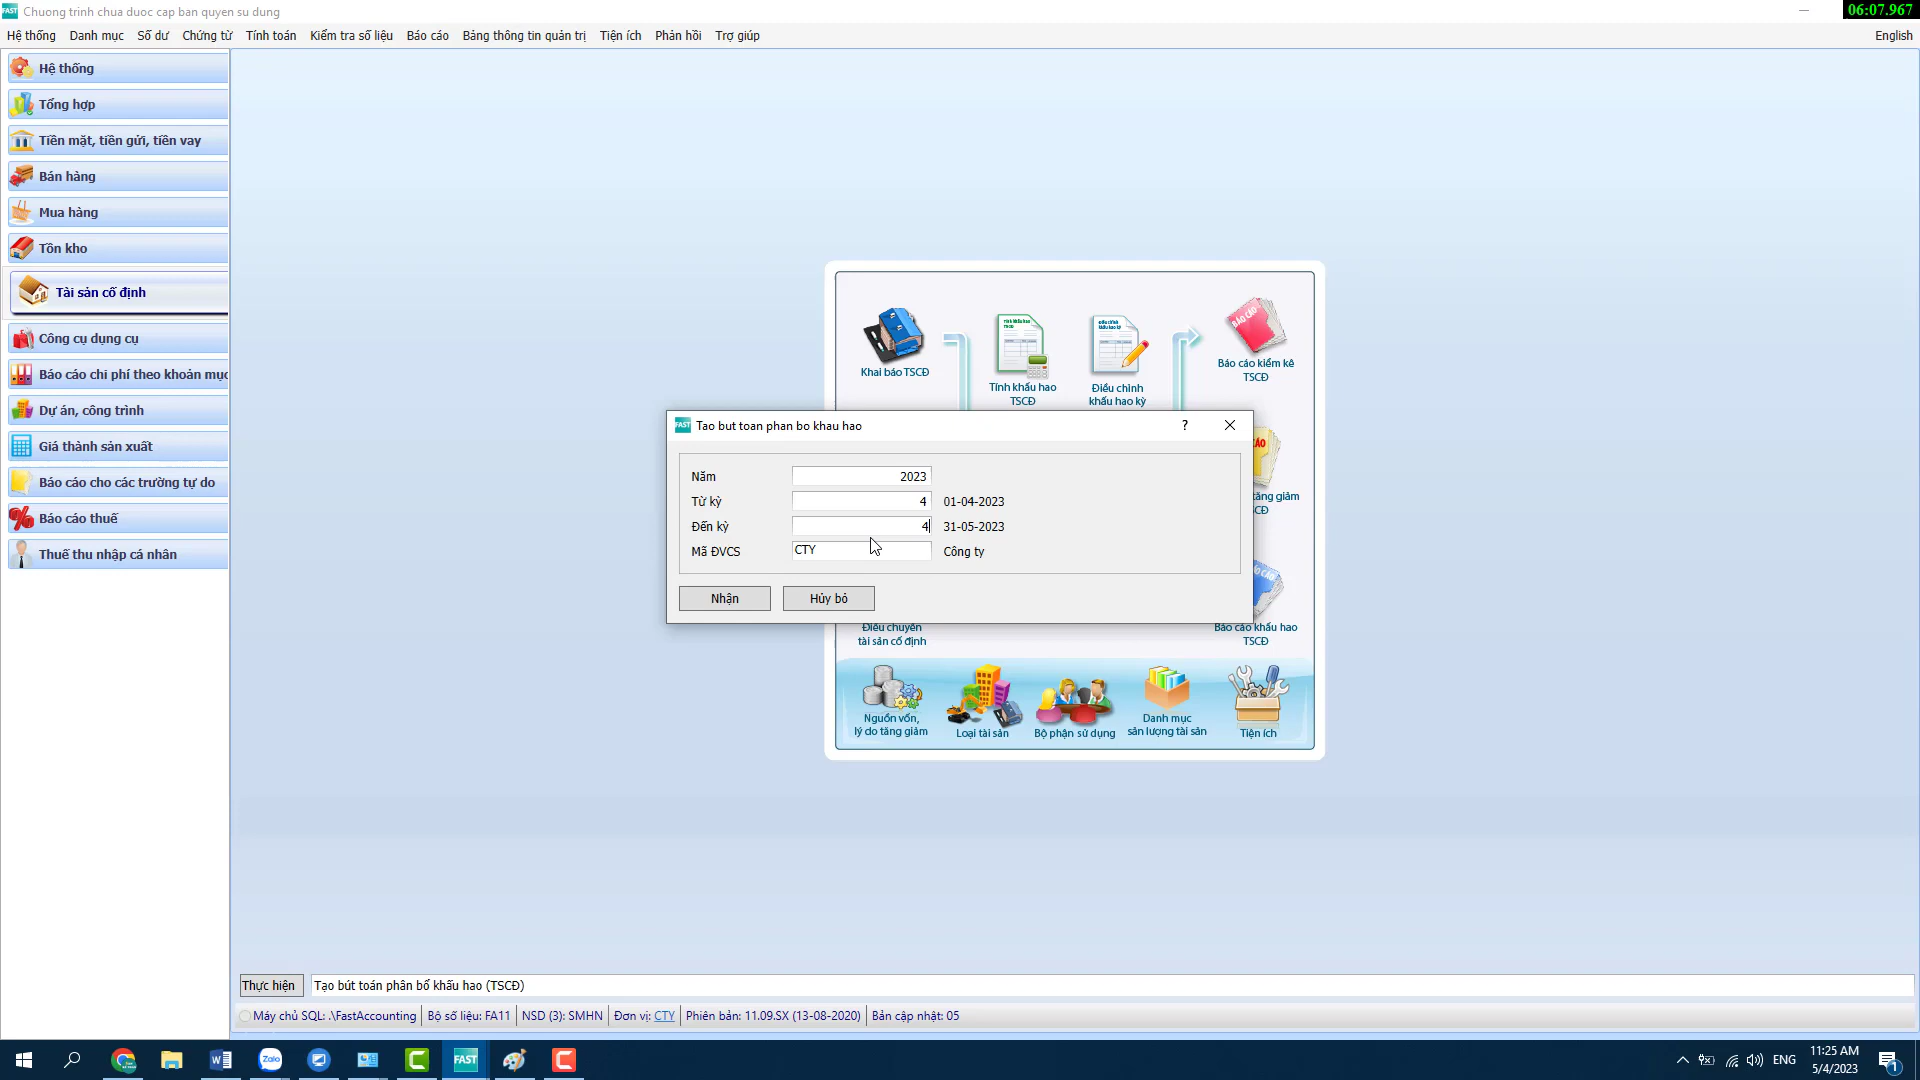 FAST Chuong trinh chua duoc cap ban quyen su dung
06:07.967
Hệ thống Danh mục Số dư Chứng từ Tính toán Kiểm tra số liệu Báo cáo Bảng thông tin quản trị Tiện ích Phản hồi Trợ giúp English
Hệ thống
Tổng hợp
Tiền mặt, tiền gửi, tiền vay
Bán hàng
Mua hàng
Tồn kho
Tài sản cố định
Công cụ dụng cụ
Báo cáo chi phí theo khoản mục
Dự án, công trình
Giá thành sản xuất
Báo cáo cho các trường tự do
Báo cáo thuế
Thuế thu nhập cá nhân
Khai báo TSCĐ
Tính khấu hao
TSCĐ
Điều chỉnh
khấu hao kỳ
BÁO CÁO
Báo cáo kiểm kê
TSCĐ
FAST Tao but toan phan bo khau hao ?
Năm 2023
Từ kỳ 4 01-04-2023
Đến kỳ 4 31-05-2023
Mã ĐVCS CTY Công ty
Nhận Hủy bỏ
tăng giảm
Điều chuyển
tài sản cố định
Báo cáo khấu hao
TSCĐ
Nguồn vốn,
lý do tăng giảm
Loại tài sản
Bộ phận sử dụng
Danh mục
sản lượng tài sản
Tiện ích
Thực hiện Tạo bút toán phân bổ khấu hao (TSCĐ)
Máy chủ SQL: .\FastAccounting Bộ số liệu: FA11 NSD (3): SMHN Đơn vị: CTY Phiên bản: 11.09.SX (13-08-2020) Bản cập nhật: 05
Zalo FAST ENG 11:25 AM
5/4/2023
1